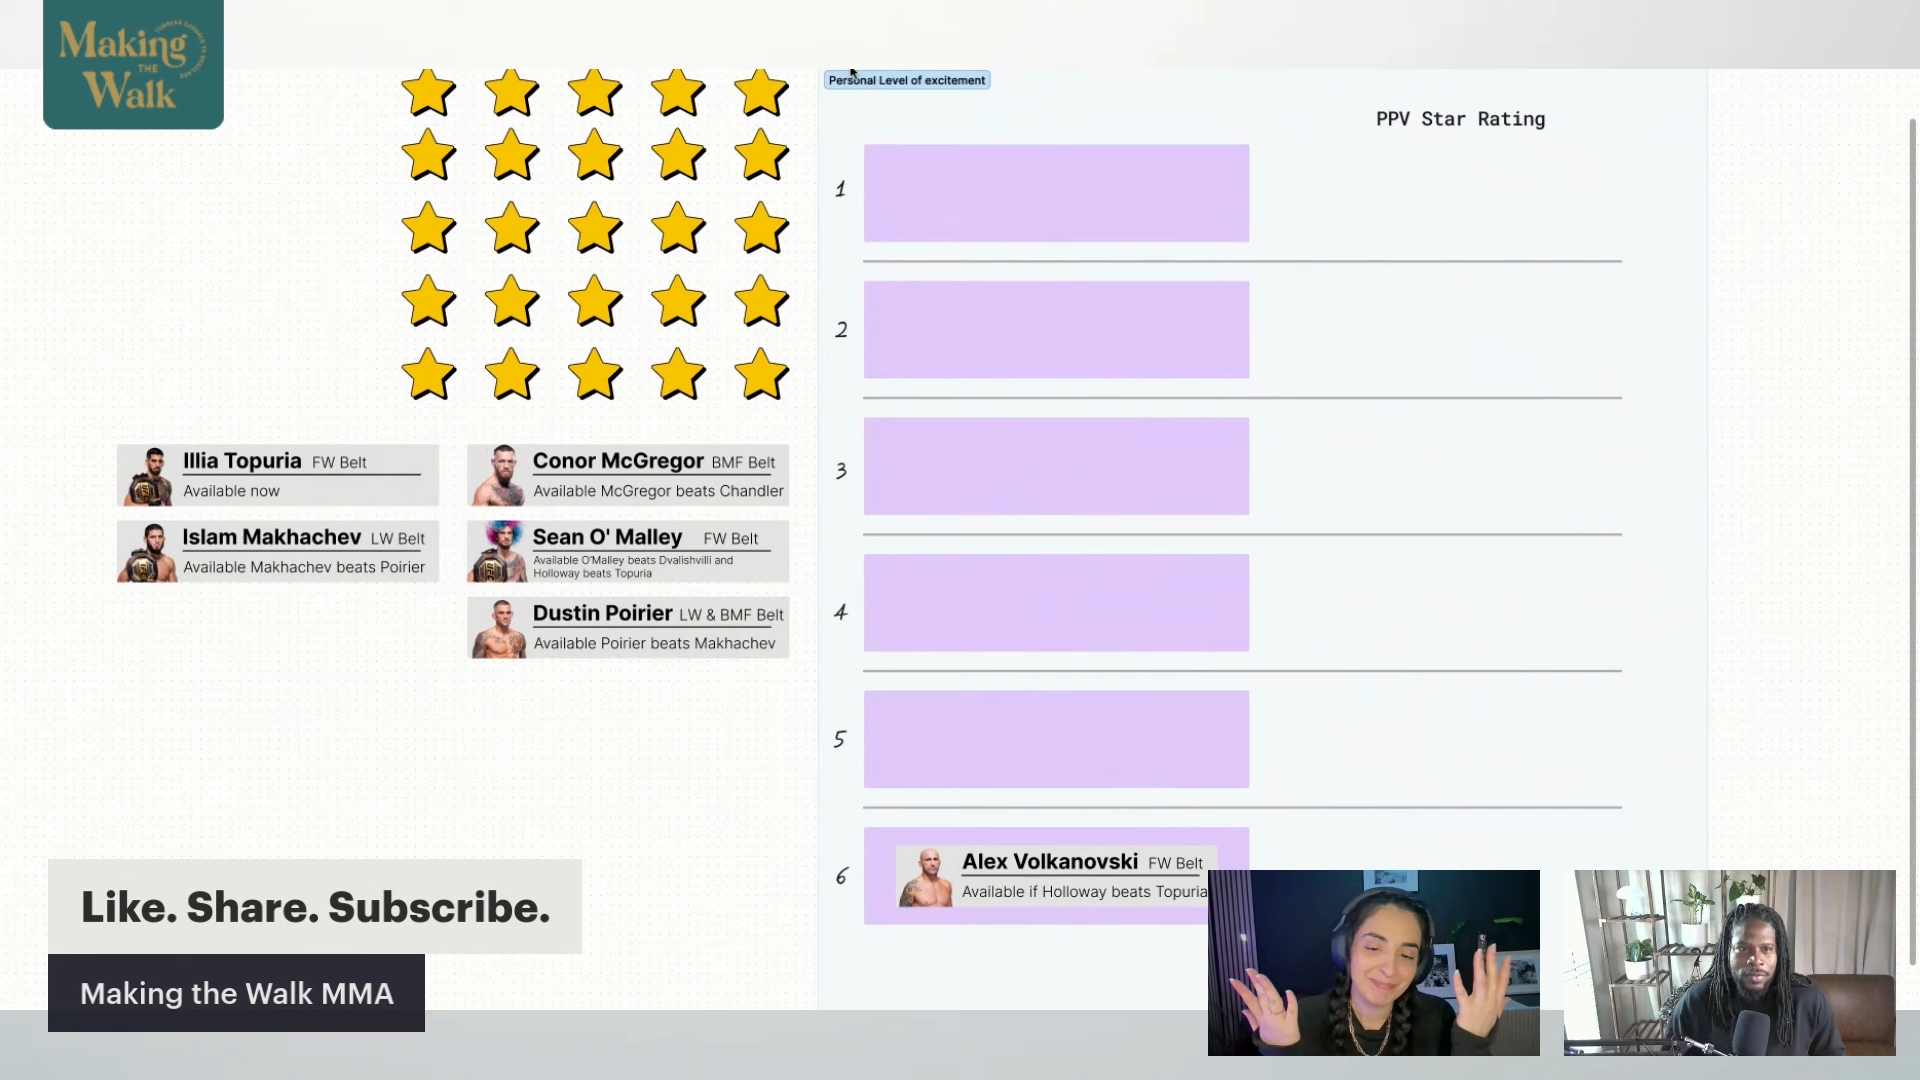 Making
THE
Walk
Personal Level of excitement
PPV Star Rating
1
2
3
4
5
6
Illia Topuria FW Belt
Available now
Conor McGregor BMF Belt
Available McGregor beats Chandler
Islam Makhachev LW Belt
Available Makhachev beats Poirier
Sean O' Malley FW Belt
Available O'Malley beats Dvalishvilli and
Holloway beats Topuria
Dustin Poirier LW & BMF Belt
Available Poirier beats Makhachev
Alex Volkanovski FW Belt
Available if Holloway beats Topuria
Like. Share. Subscribe.
Making the Walk MMA